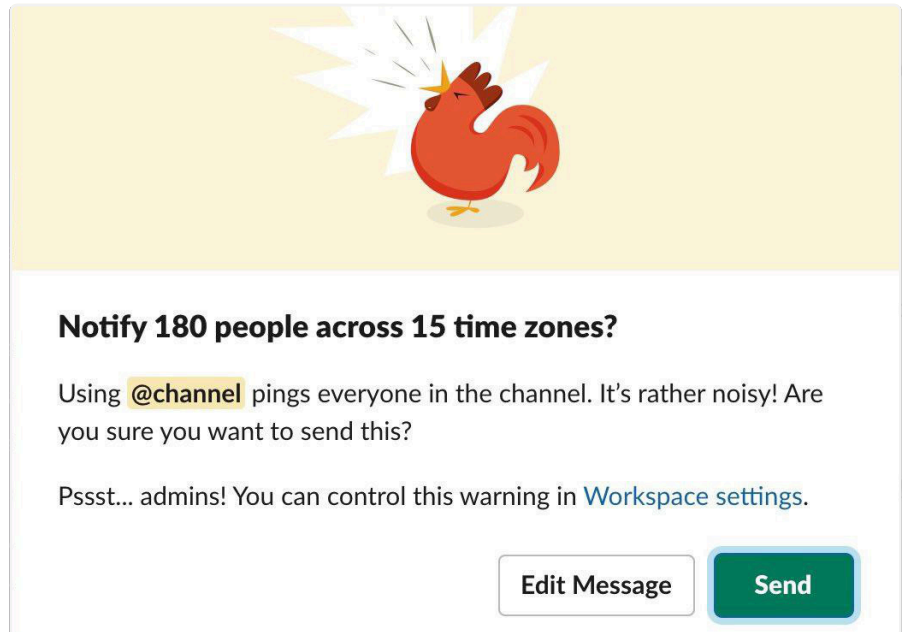 Notify 180 people across 15 time zones?
Using @channel pings everyone in the channel. It’s rather noisy! Are
you sure you want to send this?
Pssst... admins! You can control this warning in Workspace settings.
Edit Message
Send